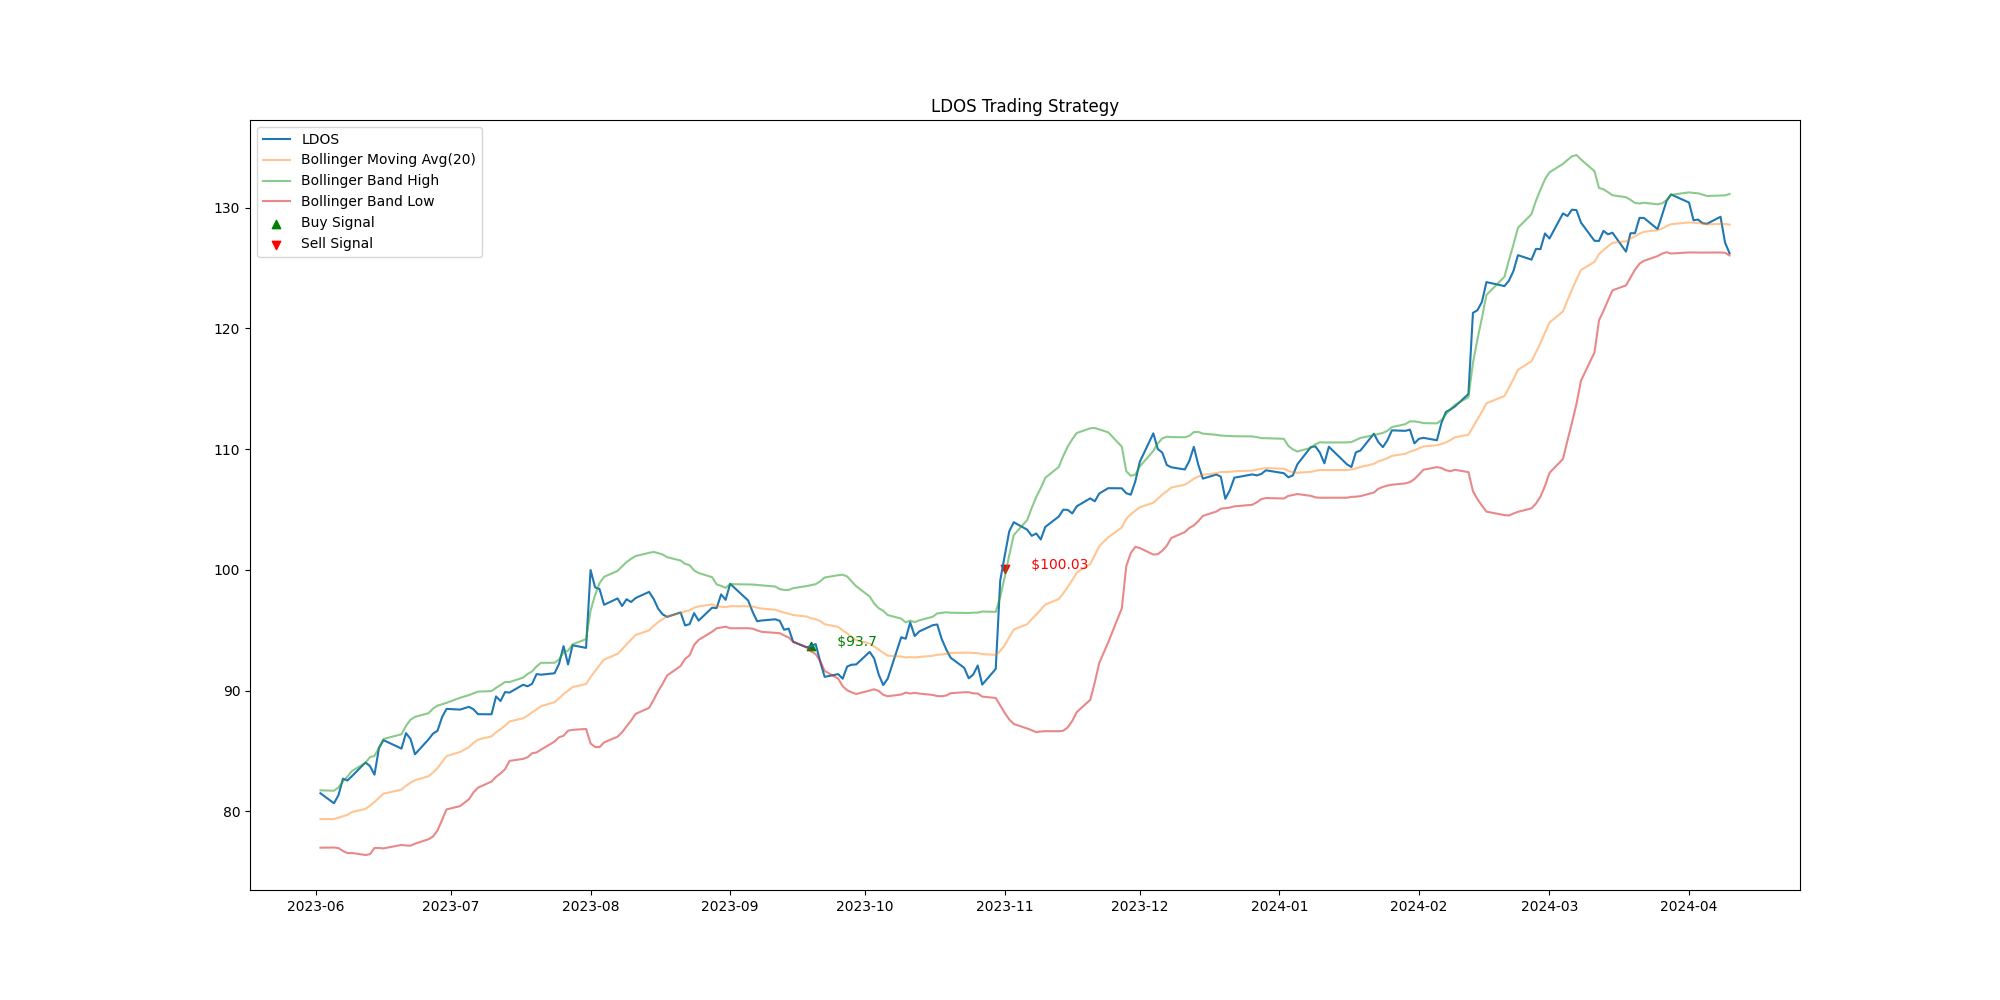 LDOS Trading Strategy
LDOS
Bollinger Moving Avg(20)
Bollinger Band High
Bollinger Band Low
Buy Signal
Sell Signal
130
120
110
100
90
80
$100.03
$93.7
2023-06 2023-07 2023-08 2023-09 2023-10 2023-11 2023-12 2024-01 2024-02 2024-03 2024-04